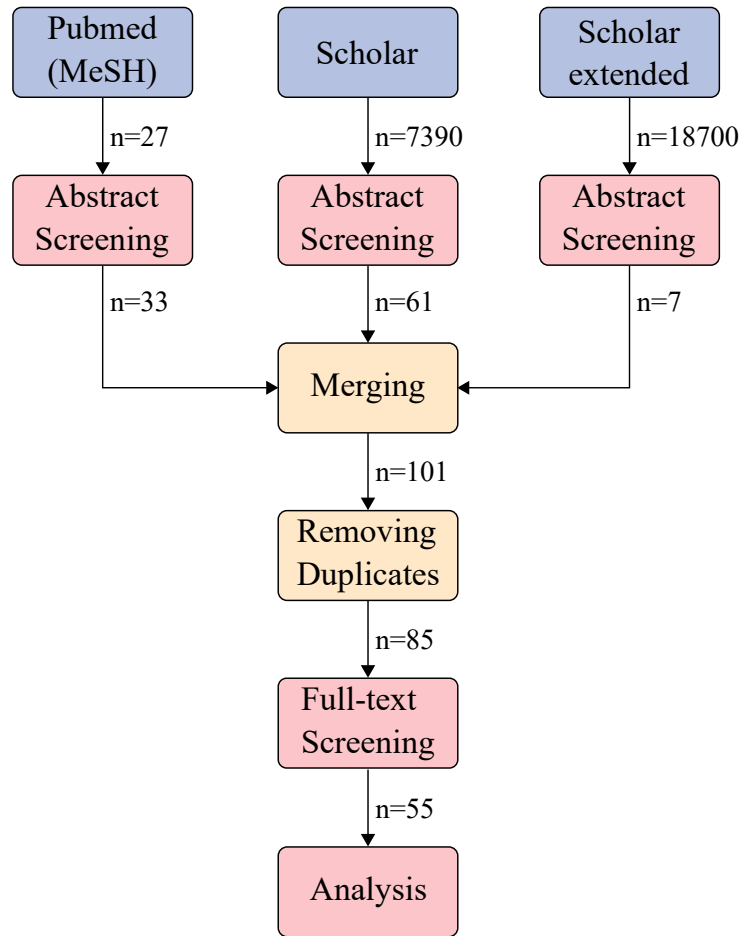 Pubmed
(MeSH)
Scholar
Scholar
extended
n=27
n=7390
n=18700
Abstract
Screening
Abstract
Screening
Abstract
Screening
n=33
n=61
n=7
Merging
n=101
Removing
Duplicates
n=85
Full-text
Screening
n=55
Analysis